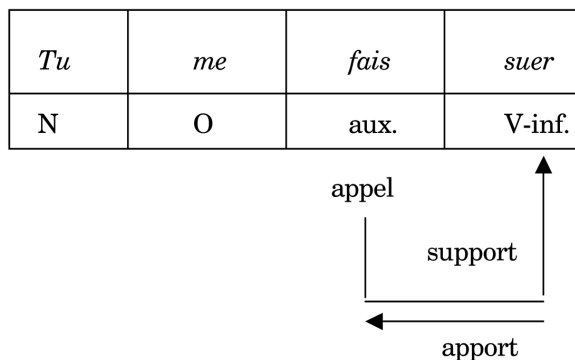 Tu me fais suer
N O aux. V-inf.
appel
support
apport